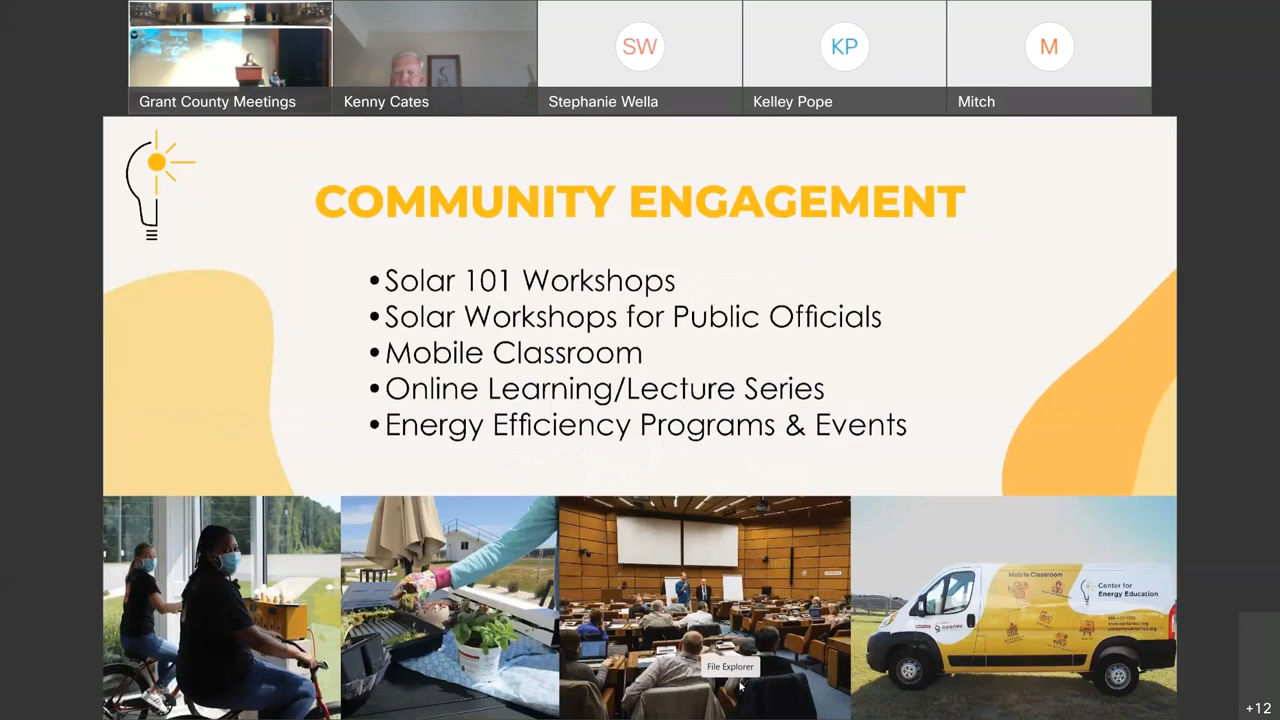 SW
KP
M
Grant County Meetings
Kenny Cates
Stephanie Wella
Kelley Pope
Mitch
COMMUNITY ENGAGEMENT
•Solar 101 Workshops
•Solar Workshops for Public Officials
•Mobile Classroom
•Online Learning/Lecture Series
•Energy Efficiency Programs & Events
Mobile Classroom
Center for
Energy Education
File Explorer
+12